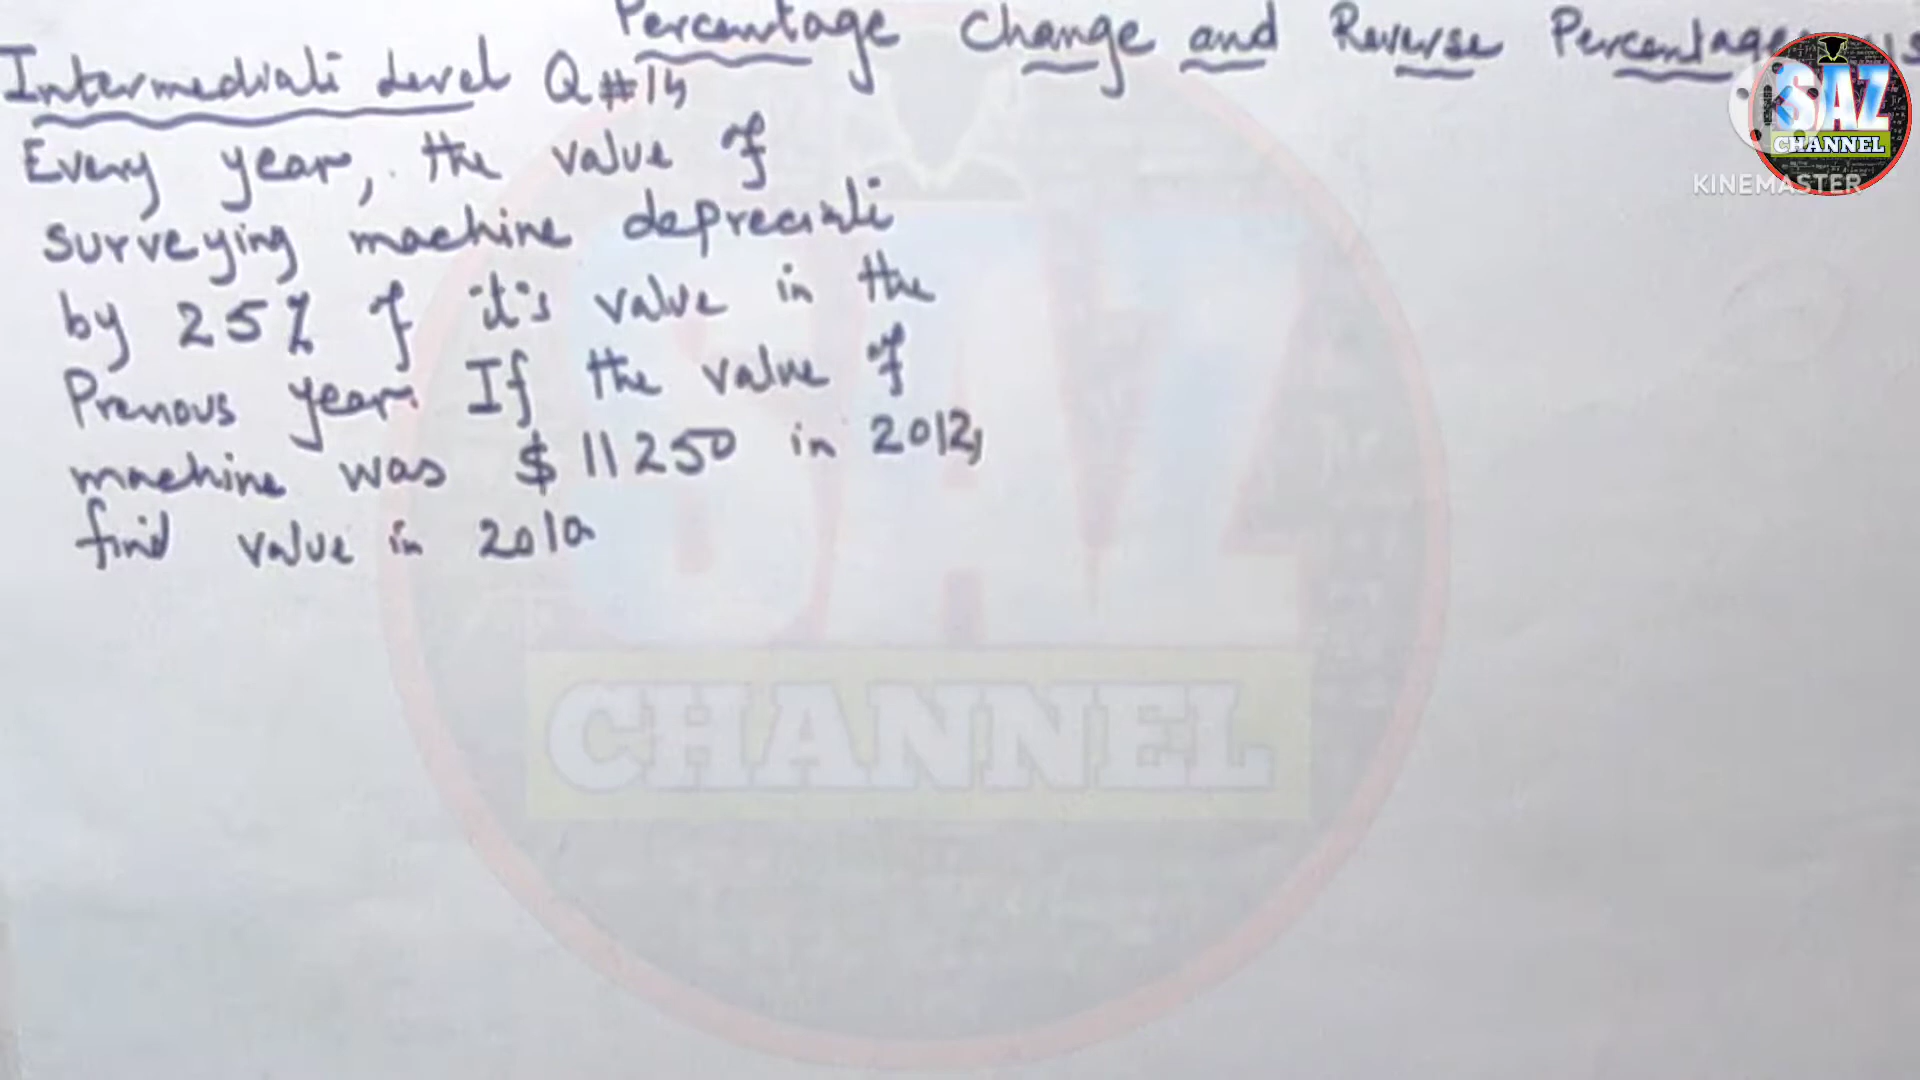 Percentage Change and Reverse Percentage
Intermediate Level Q#14
Every year, the value of
surveying machine depreciate
by 25% of it's value in the
Previous year. If the value of
machine was $11250 in 2012,
find value in 2010
SAZ
CHANNEL
KINEMASTER
SAZ
CHANNEL